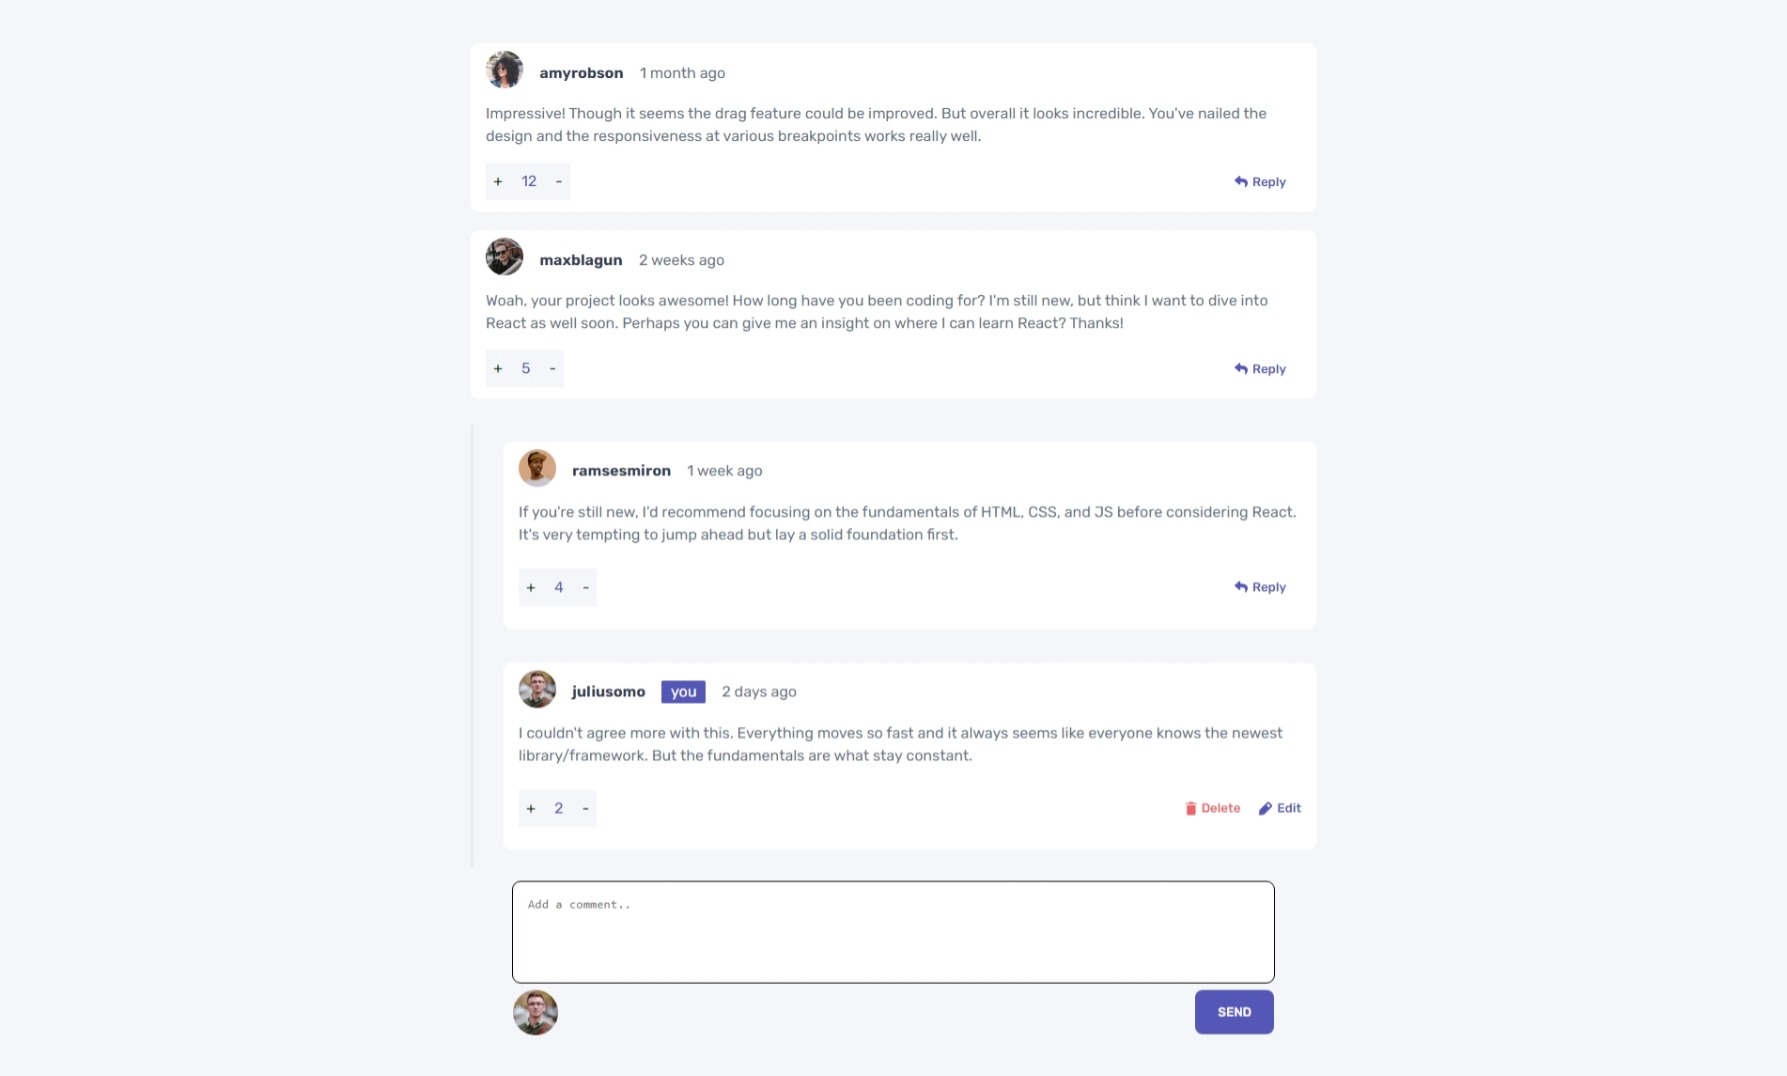 amyrobson 1 month ago
Impressive! Though it seems the drag feature could be improved. But overall it looks incredible. You've nailed the
design and the responsiveness at various breakpoints works really well.
+ 12 - Reply
maxblagun 2 weeks ago
Woah, your project looks awesome! How long have you been coding for? I'm still new, but think I want to dive into
React as well soon. Perhaps you can give me an insight on where I can learn React? Thanks!
+ 5 - Reply
ramsesmiron 1 week ago
If you're still new, I'd recommend focusing on the fundamentals of HTML, CSS, and JS before considering React.
It's very tempting to jump ahead but lay a solid foundation first.
+ 4 - Reply
juliusomo you 2 days ago
I couldn't agree more with this. Everything moves so fast and it always seems like everyone knows the newest
library/framework. But the fundamentals are what stay constant.
+ 2 - Delete Edit
Add a comment..
SEND